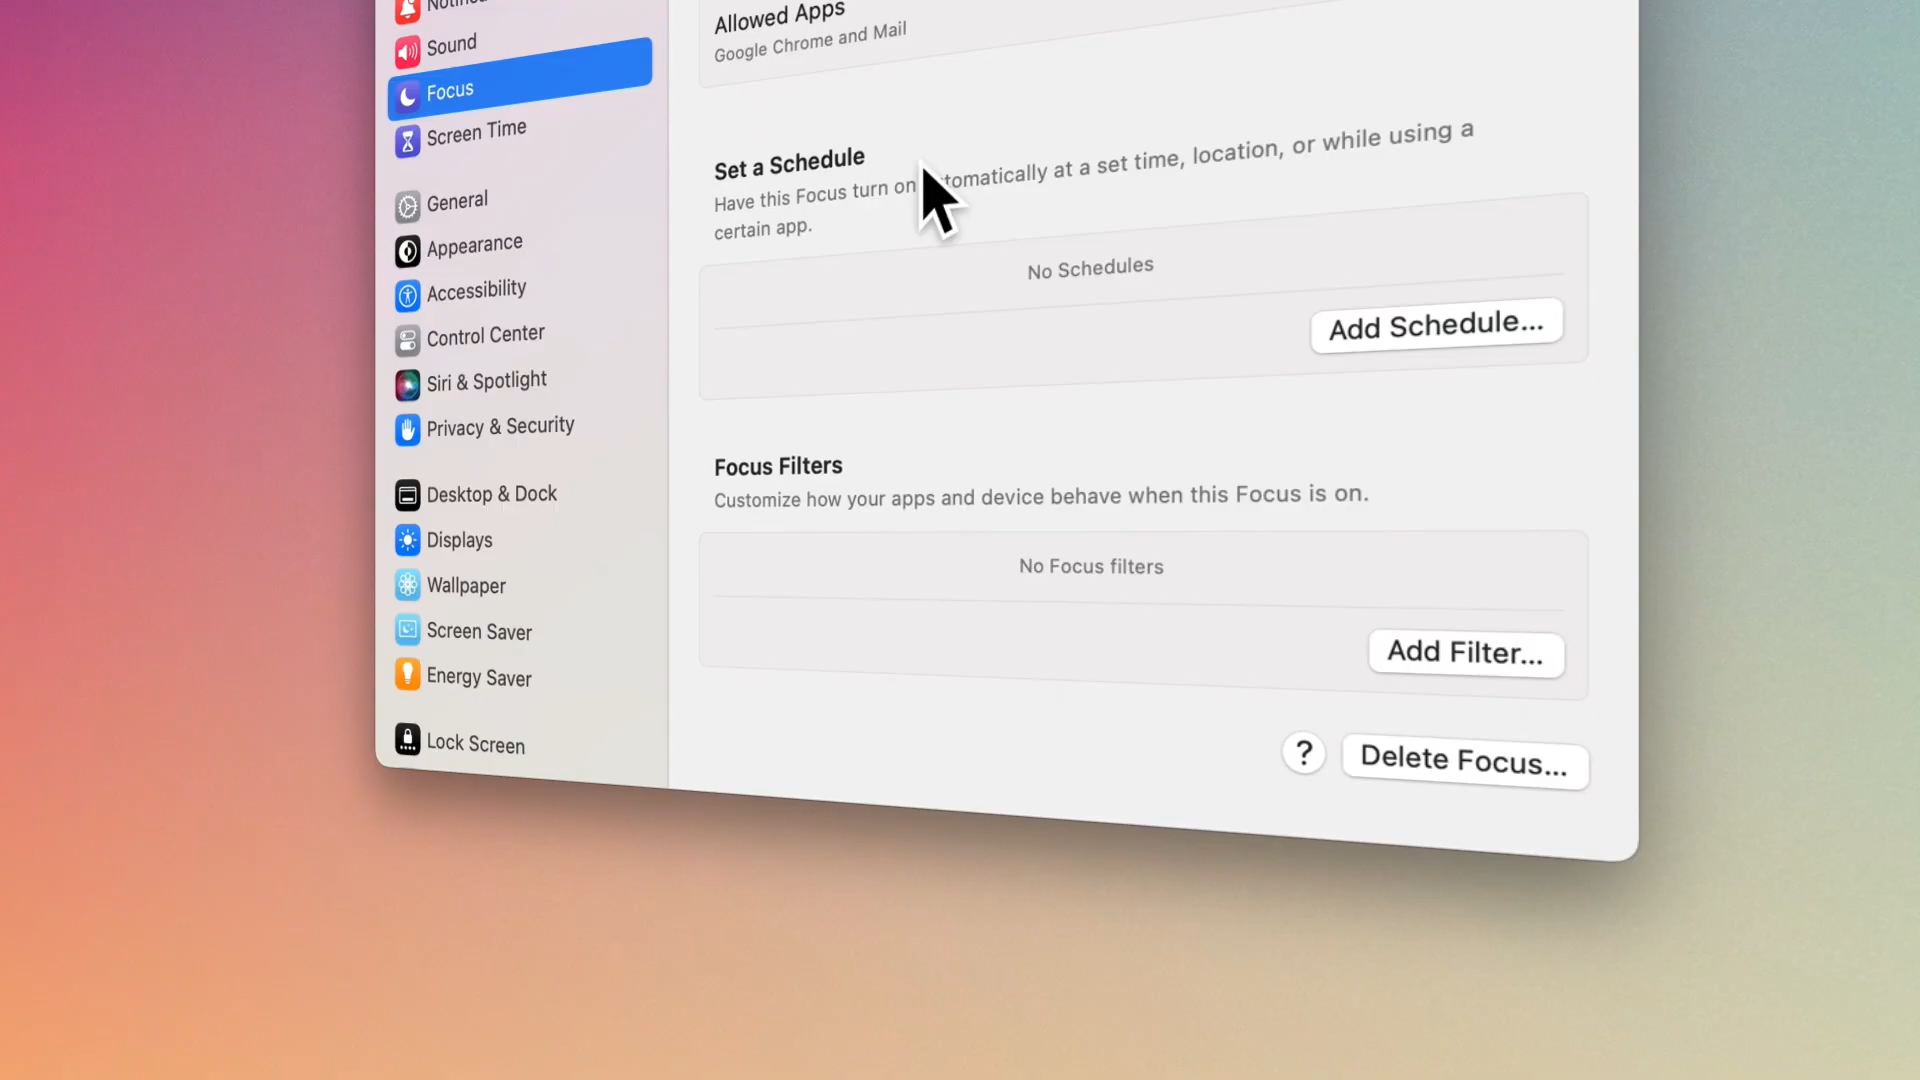 Sound
Focus
Screen Time
General
Appearance
Accessibility
Control Center
Siri & Spotlight
Privacy & Security
Desktop & Dock
Displays
Wallpaper
Screen Saver
Energy Saver
Lock Screen
Allowed Apps
Google Chrome and Mail
Set a Schedule
Have this Focus turn on automatically at a set time, location, or while using a
certain app.
No Schedules
Add Schedule...
Focus Filters
Customize how your apps and device behave when this Focus is on.
No Focus filters
Add Filter...
?
Delete Focus...